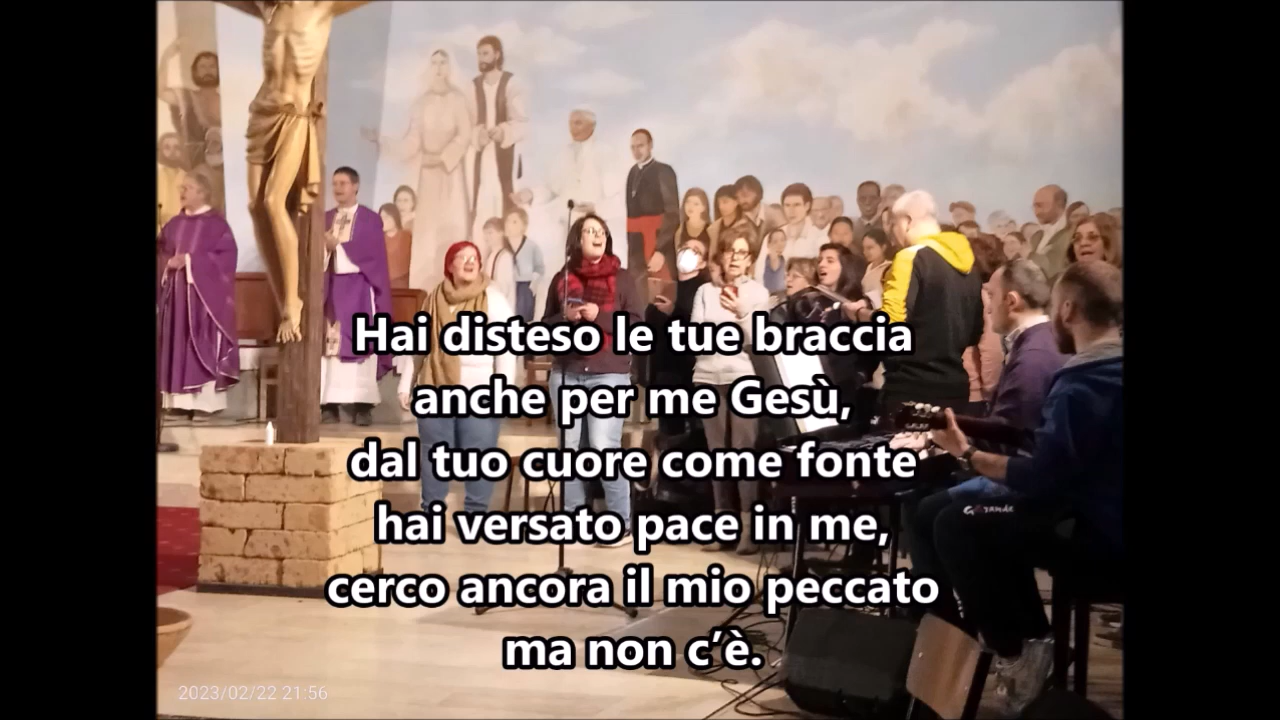 Hai disteso le tue braccia
anche per me Gesù,
dal tuo cuore come fonte
hai versato pace in me,
cerco ancora il mio peccato
ma non c’è.
2023/02/22 21:56